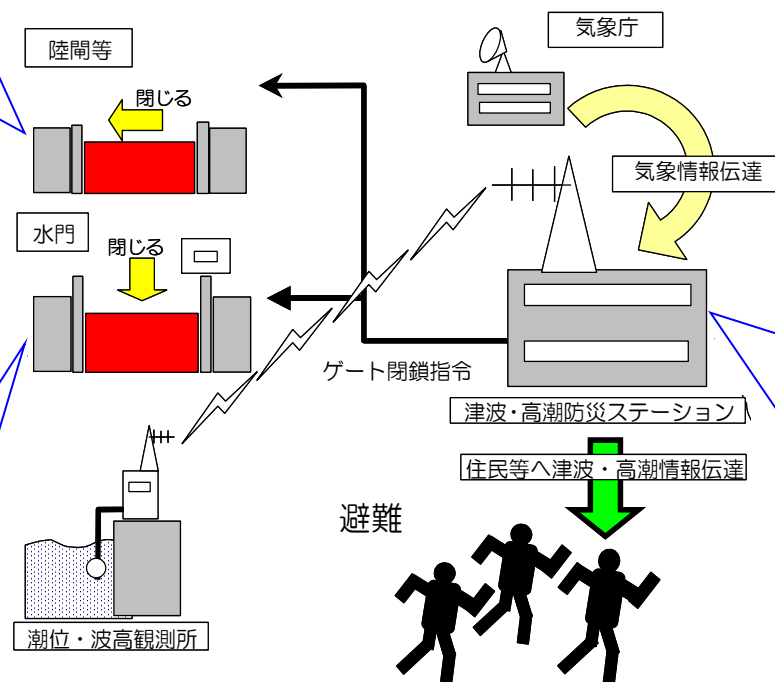 陸閘等
閉じる
気象庁
気象情報伝達
水門
閉じる
ゲート閉鎖指令
津波・高潮防災ステーション
住民等へ津波・高潮情報伝達
避難
潮位・波高観測所